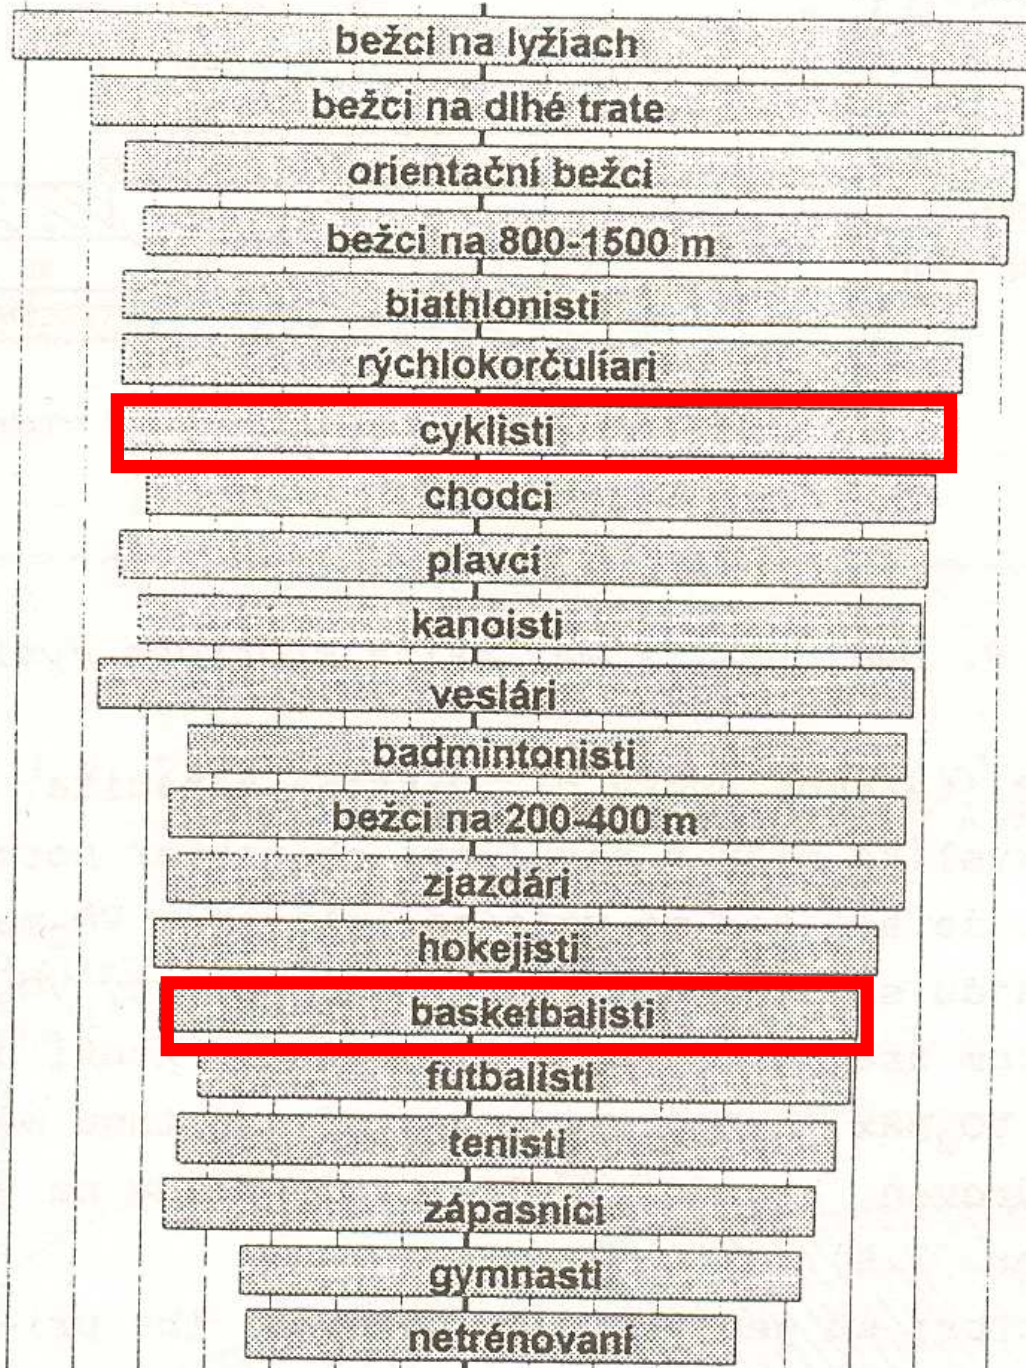 bežci na lyžiach
bežci na dlhé trate
orientační bežci
bežci na 800-1500 m
biathlonisti
rýchlokorčuliari
cyklisti
chodci
plavci
kanoisti
veslári
badmintonisti
bežci na 200-400 m
zjazdári
hokejisti
basketbalisti
futbalisti
tenisti
zápasníci
gymnasti
netrénovaní